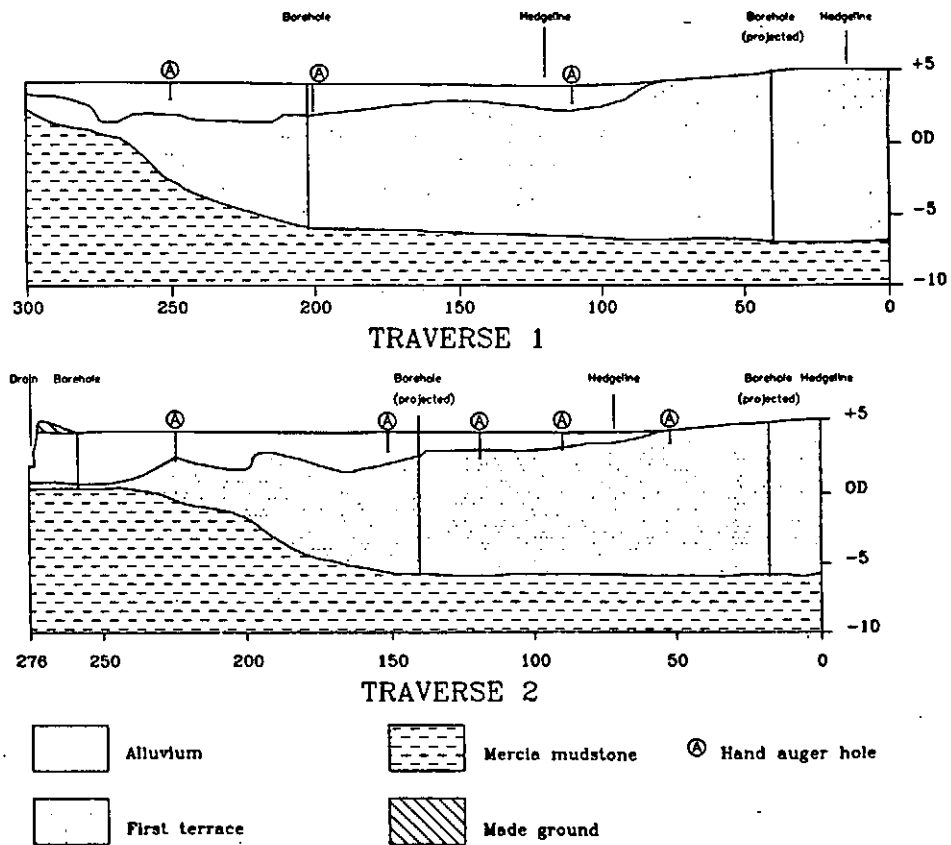 Borehole Hedgeline Borehole Hedgeline
(projected)
A A A
+5
OD
-5
-10
300 250 200 150 100 50 0
TRAVERSE 1
Drain Borehole Borehole Hedgeline Borehole Hedgeline
(projected) (projected)
A A A A A
+5
OD
-5
-10
276 250 200 150 100 50 0
TRAVERSE 2
Alluvium Mercia mudstone A Hand auger hole
First terrace Made ground